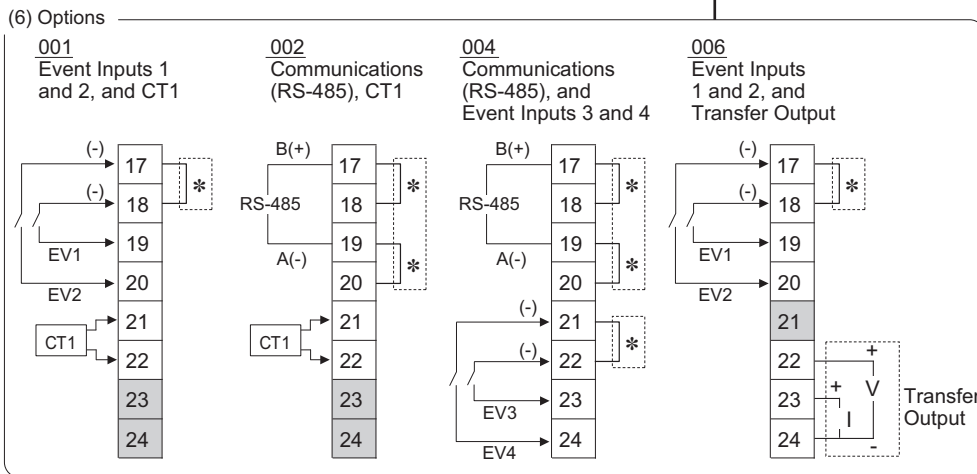 (6) Options
001
Event Inputs 1
and 2, and CT1
(-)
17
*
(-)
18
19
EV1
20
EV2
21
CT1
22
23
24
002
Communications
(RS-485), CT1
B(+)
17
*
18
RS-485
19
A(-)
*
20
21
CT1
22
23
24
004
Communications
(RS-485), and
Event Inputs 3 and 4
B(+)
17
*
18
RS-485
19
A(-)
*
20
(-)
21
*
(-)
22
23
EV3
24
EV4
006
Event Inputs
1 and 2, and
Transfer Output
(-)
17
*
(-)
18
19
EV1
20
EV2
21
22
+
23
+
V
I
24
-
Transfer
Output